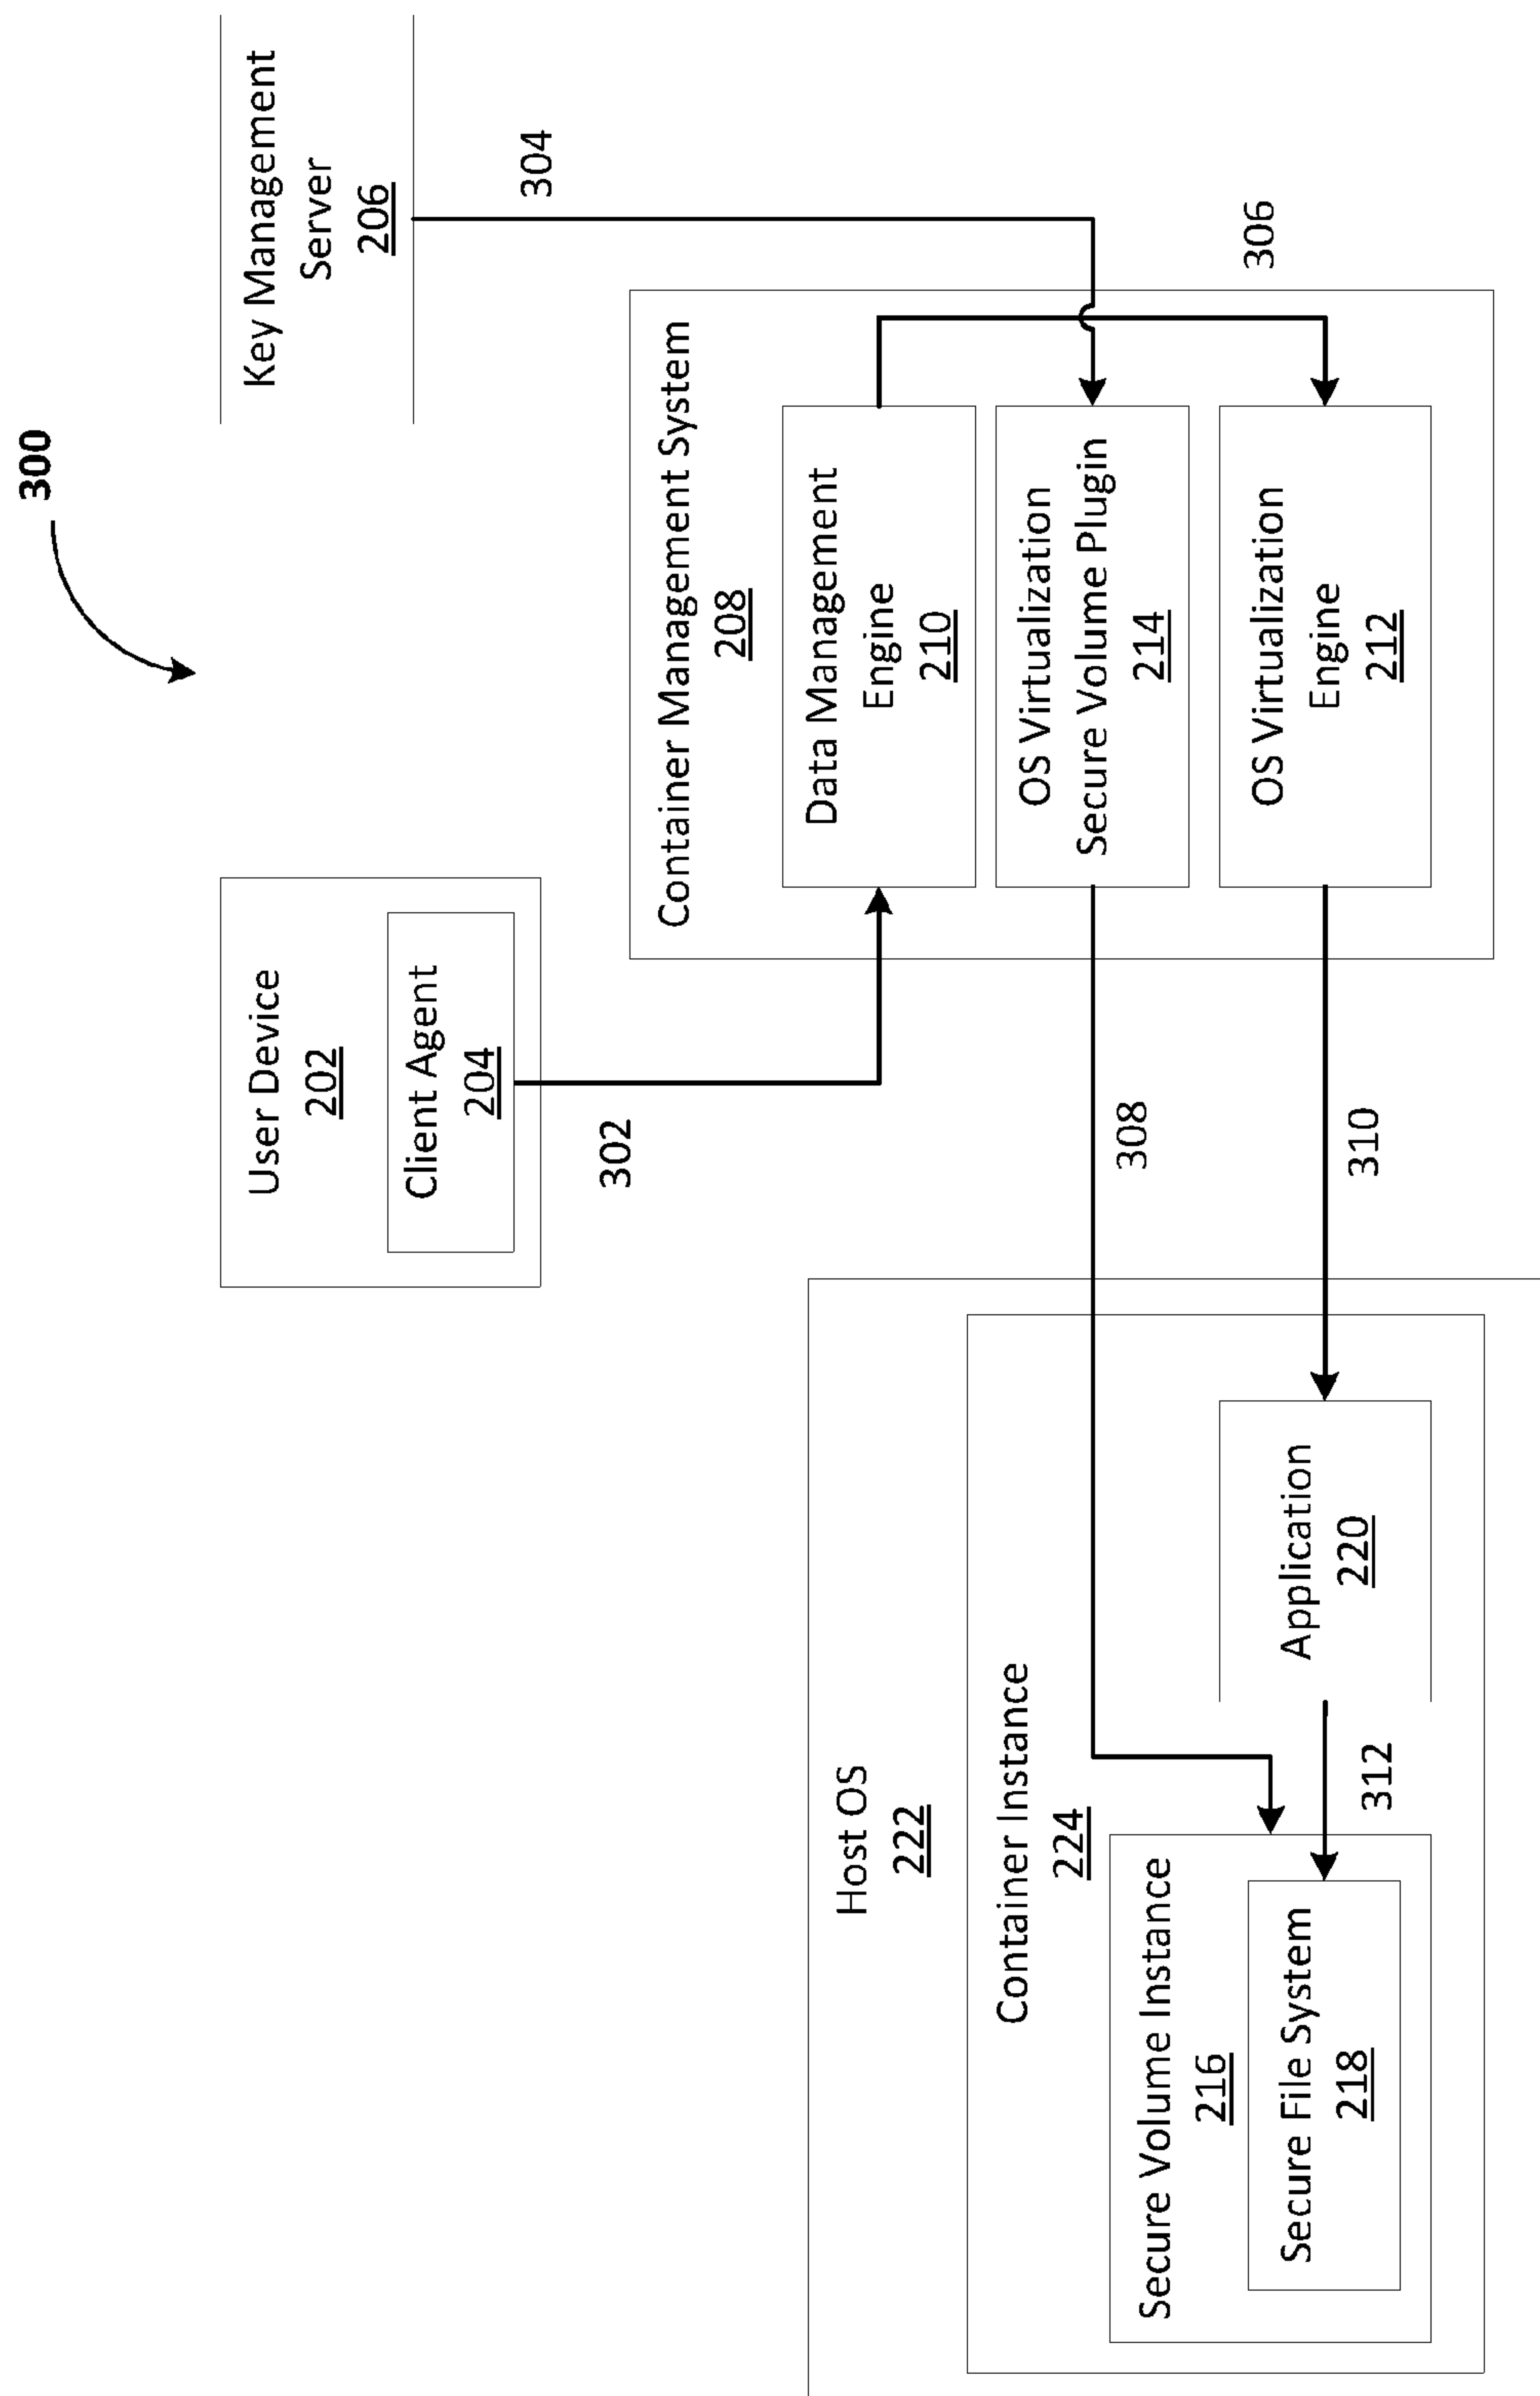 300
User Device
202
Client Agent
204
302
Key Management
Server
206
304
Container Management System
208
Data Management
Engine
210
OS Virtualization
Secure Volume Plugin
214
OS Virtualization
Engine
212
306
308
310
Host OS
222
Container Instance
224
Secure Volume Instance
216
Secure File System
218
Application
220
312